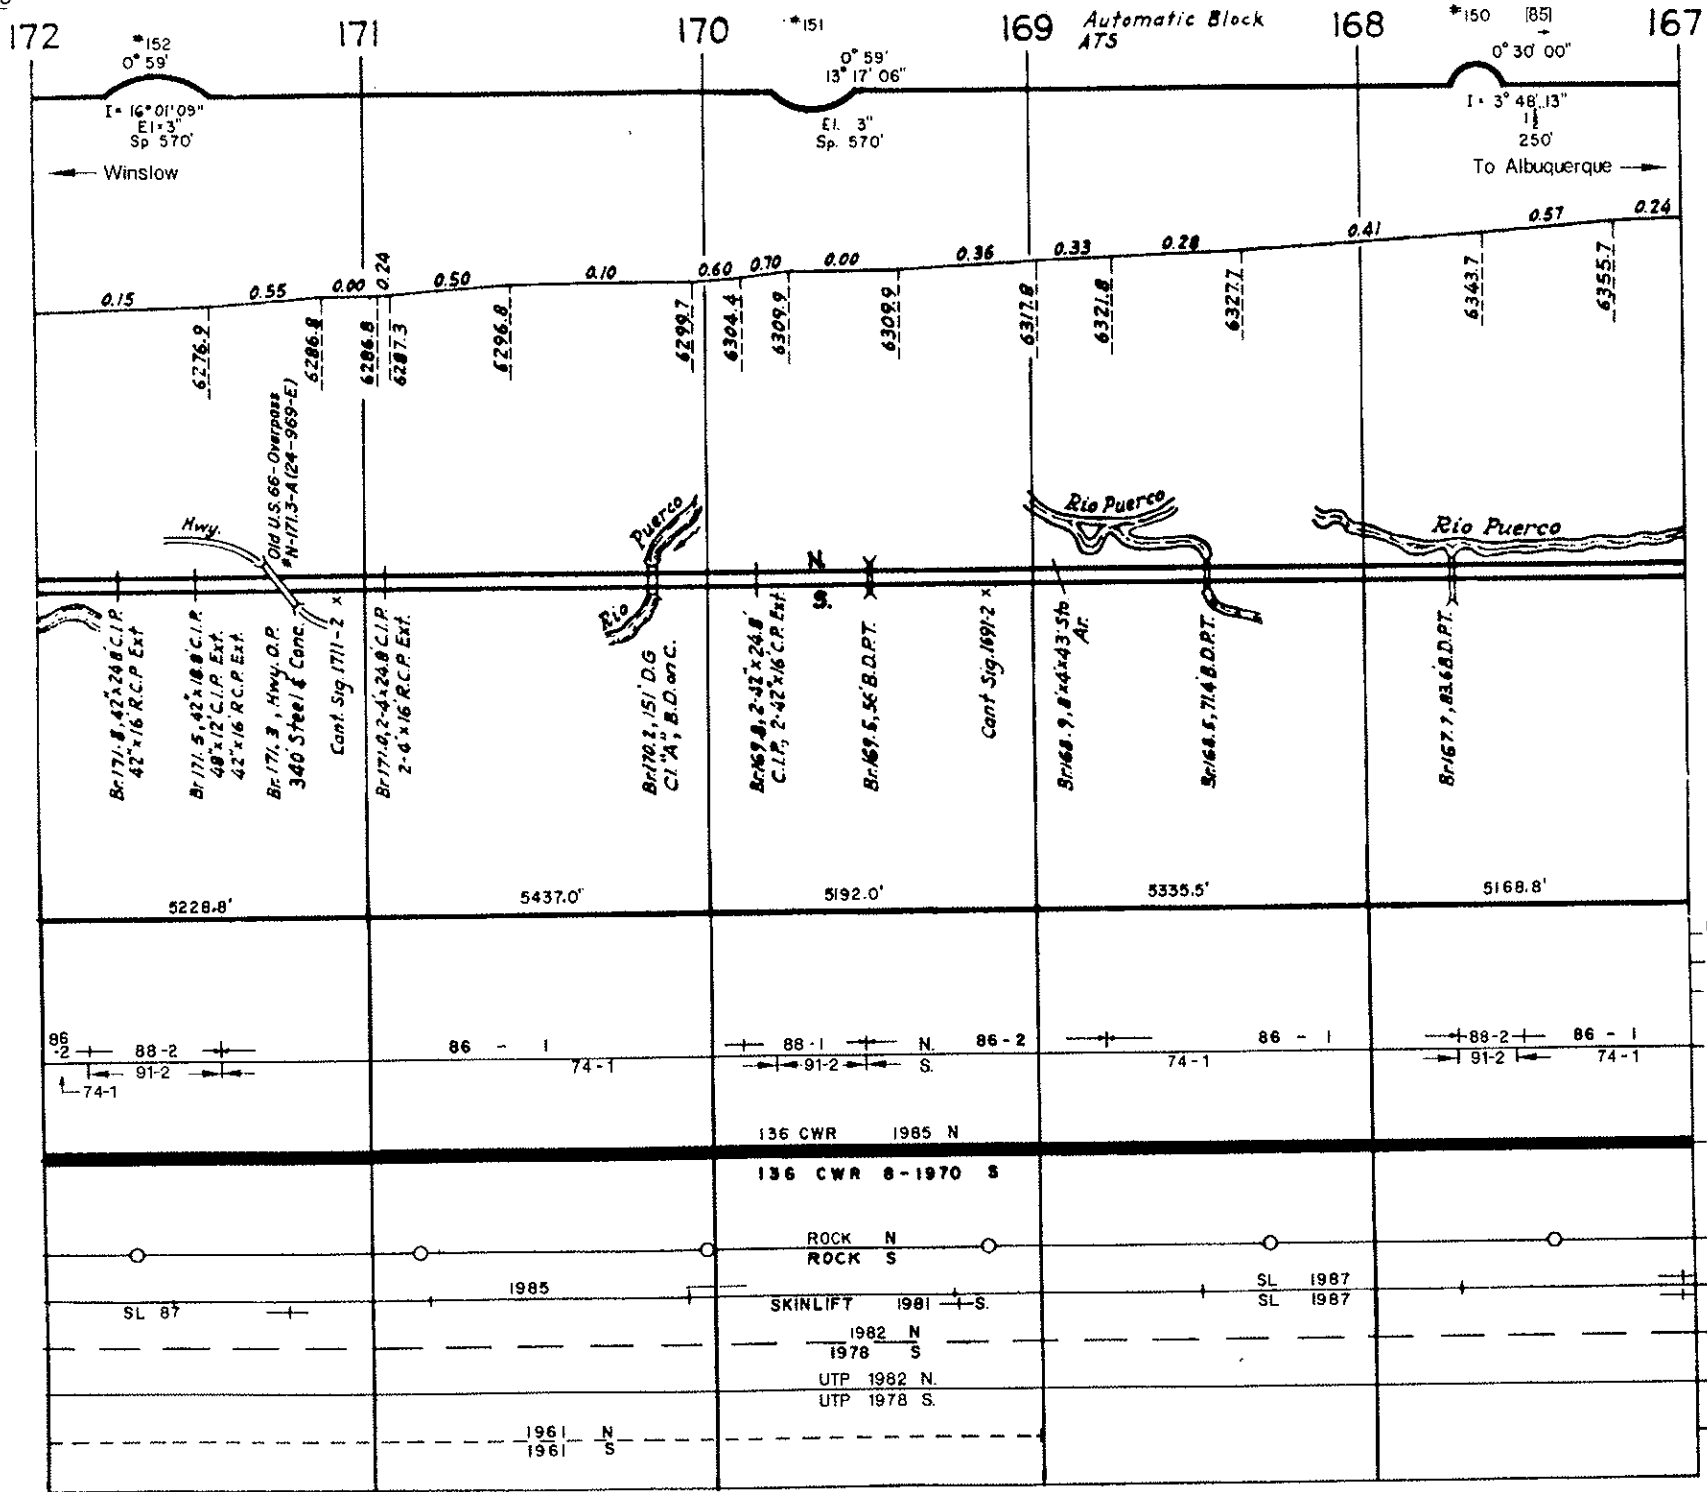 172
171
170
169
168
167
*152
0° 59'
*151
Automatic Block
ATS
*150
|85|
0° 59'
13° 17' 06"
0° 30' 00"
I = 16° 01' 09"
El = 3"
Sp 570'
El. 3"
Sp. 570'
I = 3° 48' 13"
1½
250'
Winslow
To Albuquerque
0.15
0.55
0.00
0.24
0.50
0.10
0.60
0.70
0.00
0.36
0.33
0.28
0.41
0.57
0.24
6276.9
6286.8
6286.8
6287.3
6296.8
6299.7
6304.4
6309.9
6309.9
6317.8
6321.8
6327.7
6343.7
6355.7
Hwy.
Old U.S. 66 - Overpass
#N-171.3-A (24-969-E)
Rio Puerco
Rio Puerco
Rio Puerco
N.
S.
Br. 171.8, 42"x24.8' C.I.P.
42"x16' R.C.P. Ext
Br. 171.5, 42"x18.8' C.I.P.
48"x12' C.I.P. Ext.
42"x16' R.C.P. Ext.
Br. 171.3, Hwy. O.P.
340' Steel & Conc.
Cant. Sig. 1711-2 x
Br. 171.0, 2-4'x24.8' C.I.P.
2-4'x16' R.C.P. Ext.
Br. 170.2, 151' D.G
Cl. "A", B.D. on C.
Br. 169.8, 2-42"x24.8'
C.I.P., 2-42"x16' C.P. Ext.
Br. 169.5, 56' B.D.P.T.
Cant Sig. 1691-2 x
Br. 168.9, 8'x4'x43' Sto
Ar.
Br. 168.5, 71.4' B.D.P.T.
Br. 167.7, 83.6 B.D.P.T.
5228.8'
5437.0'
5192.0'
5335.5'
5168.8'
86
-2
88-2
86 - 1
88-1
N.
86-2
86 - 1
88-2
86 - 1
74-1
91-2
74-1
91-2
S.
74-1
91-2
74-1
136 CWR 1985 N
136 CWR 8-1970 S
ROCK N
ROCK S
SL 87
1985
SKINLIFT 1981 S.
SL 1987
SL 1987
1982 N
1978 S
UTP 1982 N.
UTP 1978 S.
1961 N
1961 S